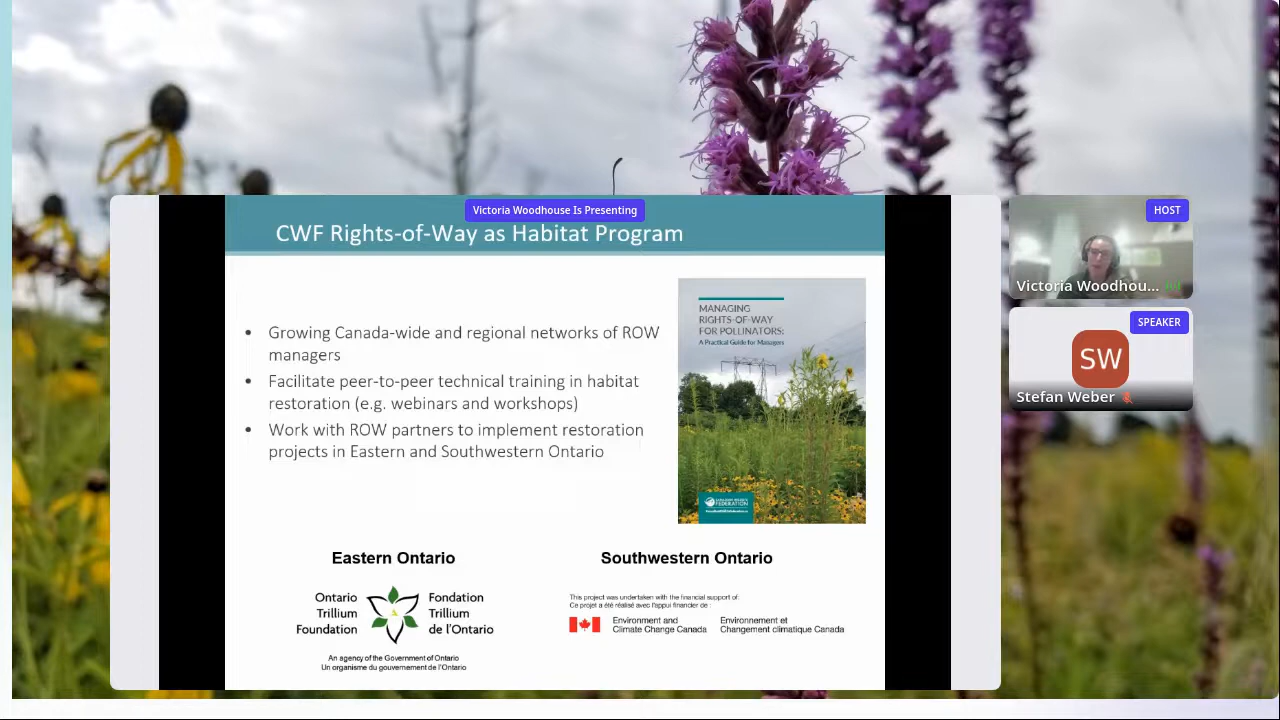 Victoria Woodhouse Is Presenting
CWF Rights-of-Way as Habitat Program
• Growing Canada-wide and regional networks of ROW
managers
• Facilitate peer-to-peer technical training in habitat
restoration (e.g. webinars and workshops)
• Work with ROW partners to implement restoration
projects in Eastern and Southwestern Ontario
MANAGING
RIGHTS-OF-WAY
FOR POLLINATORS:
A Practical Guide for Managers
FEDERATION
Eastern Ontario
Ontario
Trillium
Foundation
Fondation
Trillium
de l'Ontario
An agency of the Government of Ontario
Un organisme du gouvernement de l'Ontario
Southwestern Ontario
This project was undertaken with the financial support of:
Ce projet a été réalisé avec l'appui financier de :
Environment and
Climate Change Canada
Environnement et
Changement climatique Canada
HOST
Victoria Woodhou...
SPEAKER
SW
Stefan Weber